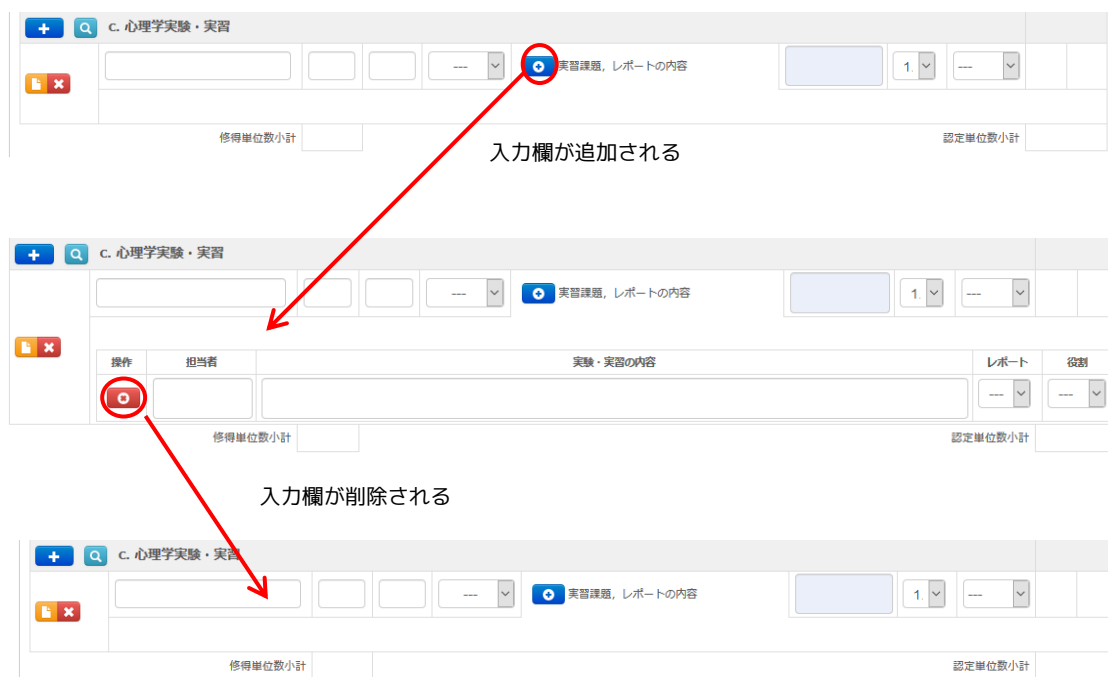 C. 心理学実験・実習
--- 実習課題，レポートの内容 1. ---
修得単位数小計 認定単位数小計
入力欄が追加される
C. 心理学実験・実習
--- 実習課題，レポートの内容 1. ---
操作 担当者 実験・実習の内容 レポート 役割
--- ---
修得単位数小計 認定単位数小計
入力欄が削除される
C. 心理学実験・実習
--- 実習課題，レポートの内容 1. ---
修得単位数小計 認定単位数小計